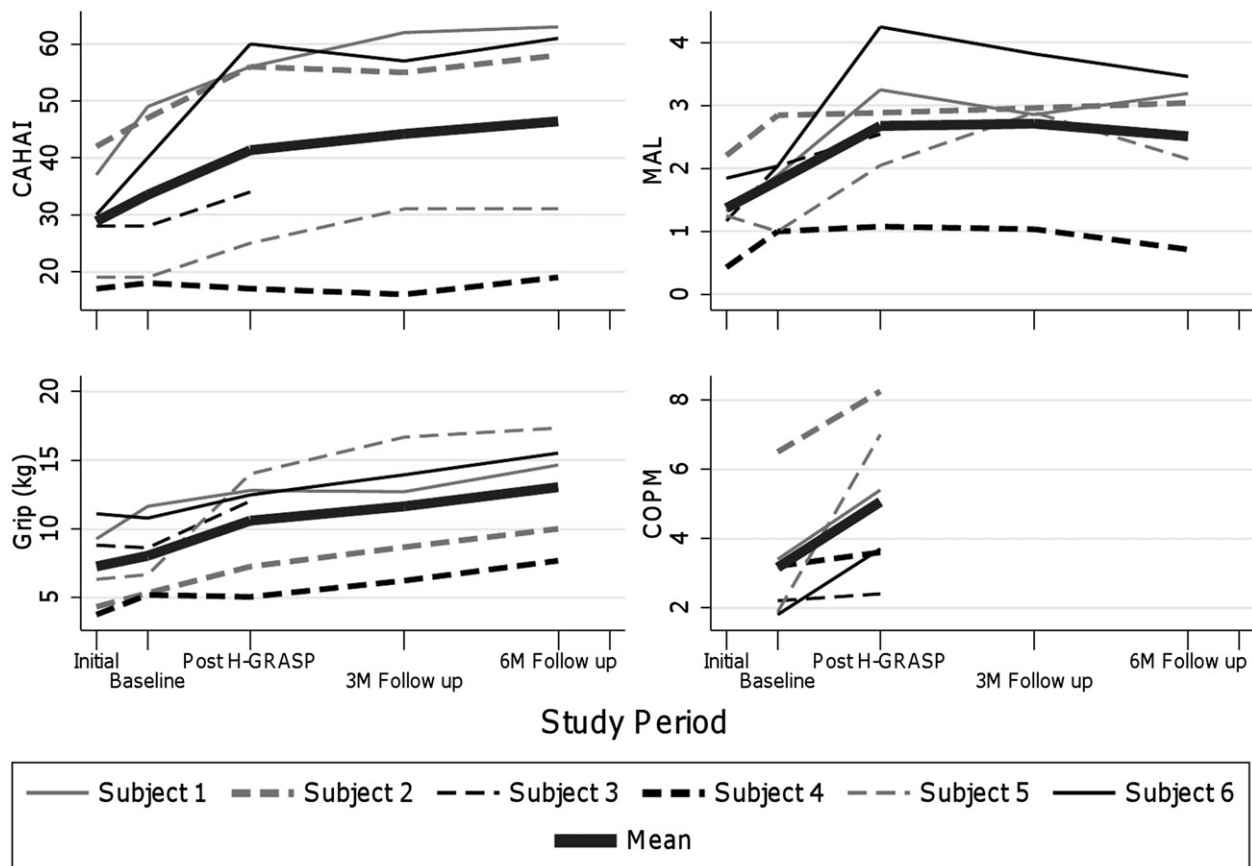 CAHAI
60
50
40
30
20
MAL
4
3
2
1
0
Grip (kg)
20
15
10
5
COPM
8
6
4
2
Initial
Baseline
Post H-GRASP
3M Follow up
6M Follow up
Initial
Baseline
Post H-GRASP
3M Follow up
6M Follow up
Study Period
Subject 1 Subject 2 Subject 3 Subject 4 Subject 5 Subject 6
Mean